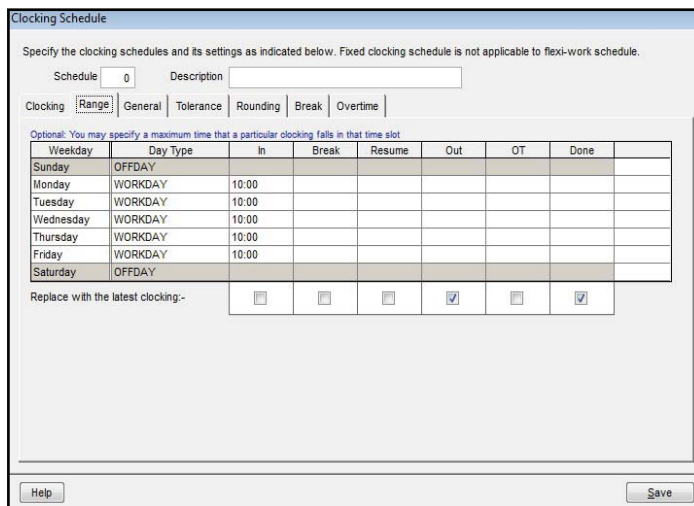 Clocking Schedule
Specify the clocking schedules and its settings as indicated below. Fixed clocking schedule is not applicable to flexi-work schedule.
Schedule 0 Description
Clocking Range General Tolerance Rounding Break Overtime
Optional: You may specify a maximum time that a particular clocking falls in that time slot
Weekday Day Type In Break Resume Out OT Done
Sunday OFFDAY
Monday WORKDAY 10:00
Tuesday WORKDAY 10:00
Wednesday WORKDAY 10:00
Thursday WORKDAY 10:00
Friday WORKDAY 10:00
Saturday OFFDAY
Replace with the latest clocking:-
Help Save